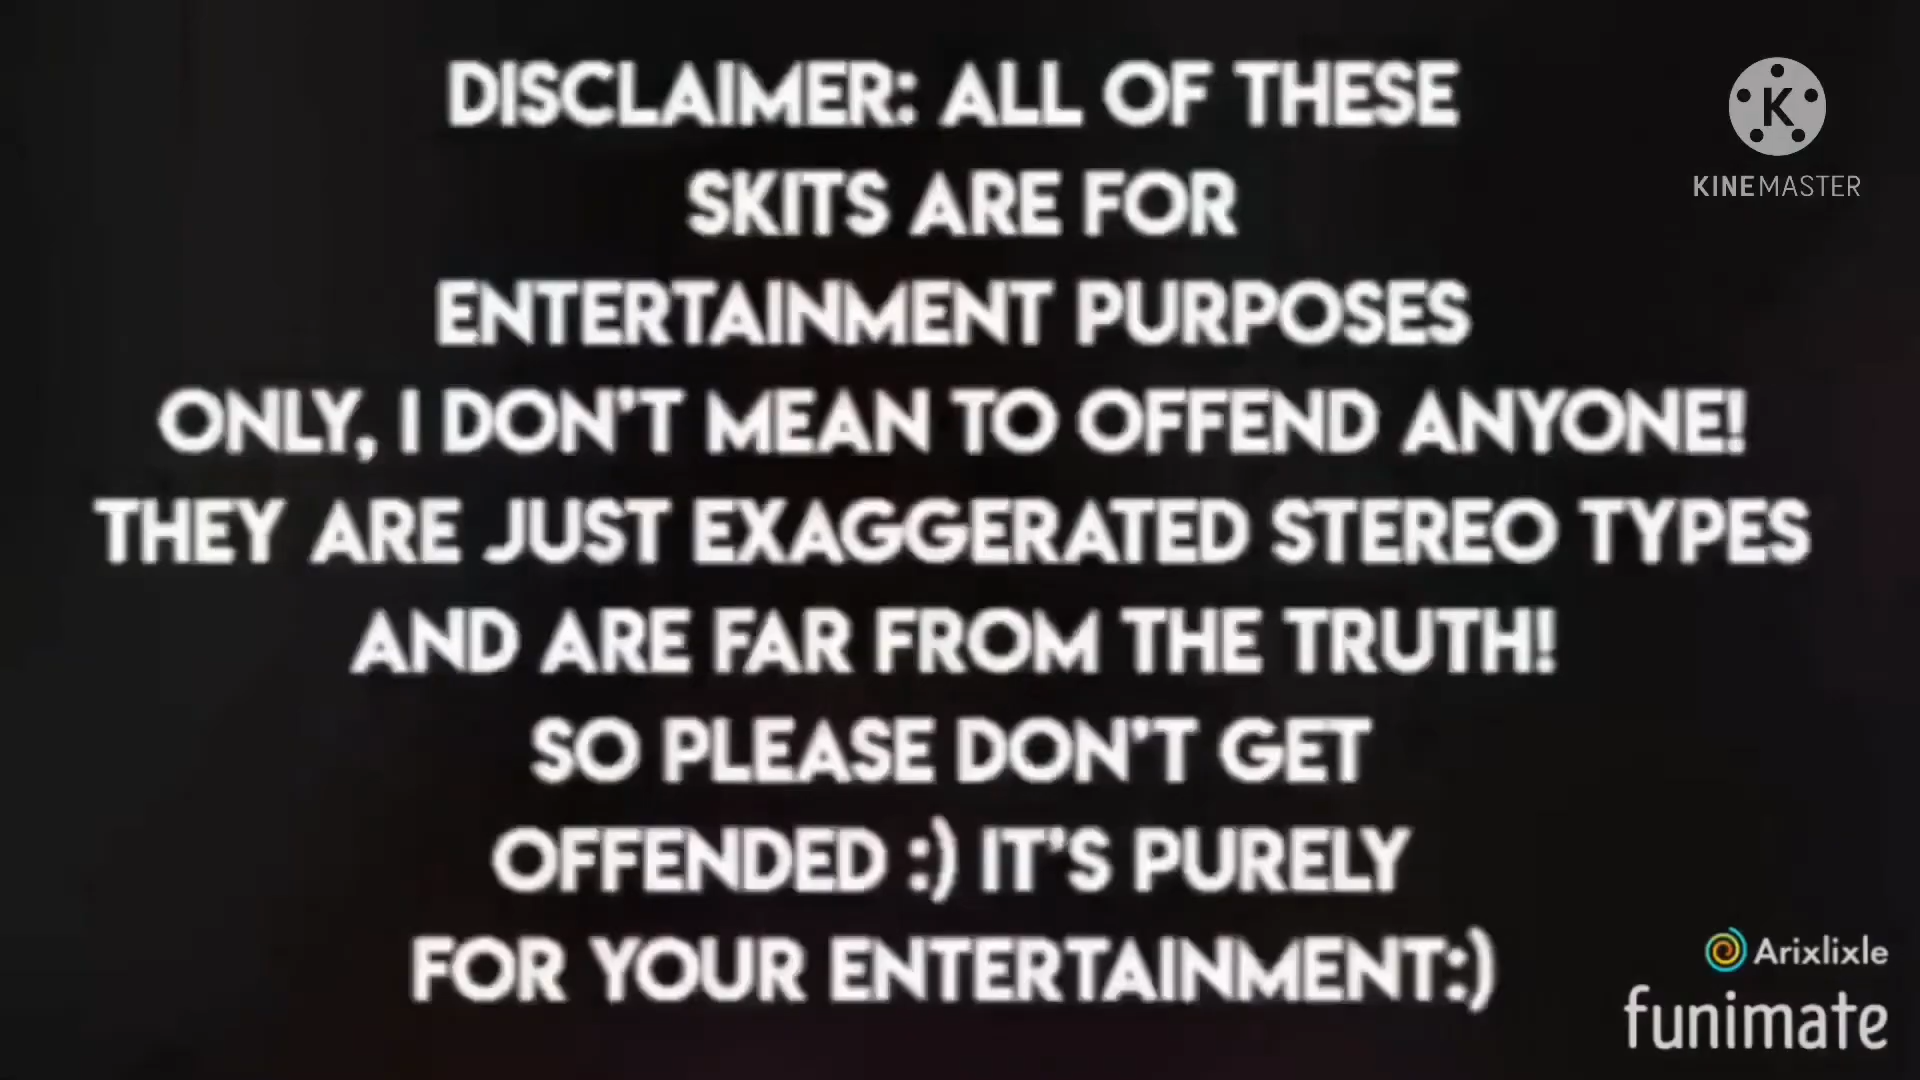 DISCLAIMER: ALL OF THESE
SKITS ARE FOR
ENTERTAINMENT PURPOSES
ONLY, I DON'T MEAN TO OFFEND ANYONE!
THEY ARE JUST EXAGGERATED STEREO TYPES
AND ARE FAR FROM THE TRUTH!
SO PLEASE DON'T GET
OFFENDED :) IT'S PURELY
FOR YOUR ENTERTAINMENT:)
K
KINEMASTER
Arixlixle
funimate